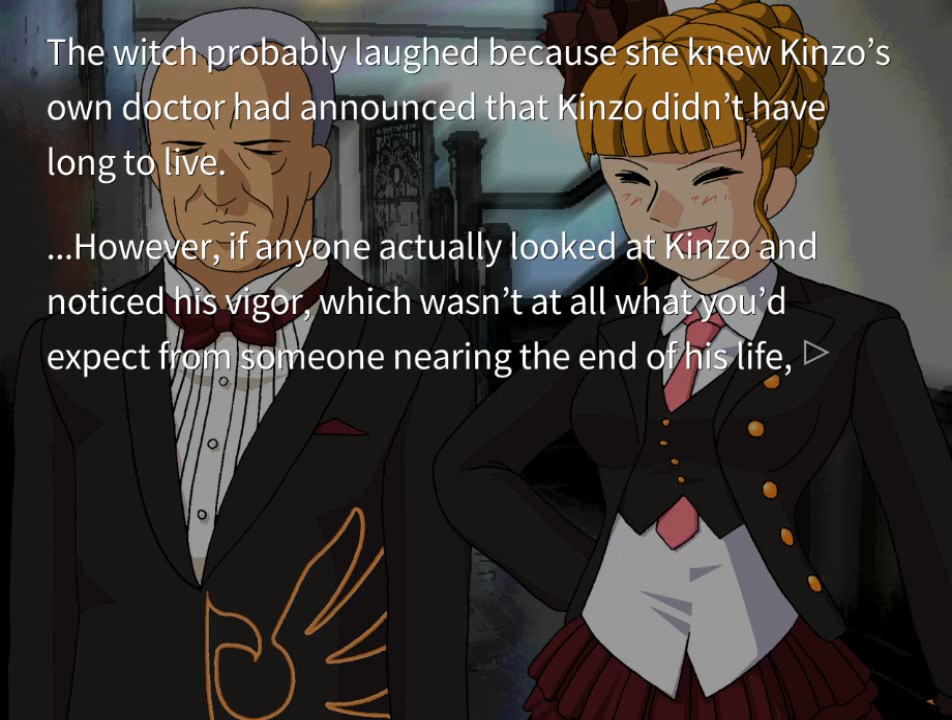 The witch probably laughed because she knew Kinzo’s
own doctor had announced that Kinzo didn’t have
long to live.
...However, if anyone actually looked at Kinzo and
noticed his vigor, which wasn’t at all what you’d
expect from someone nearing the end of his life,